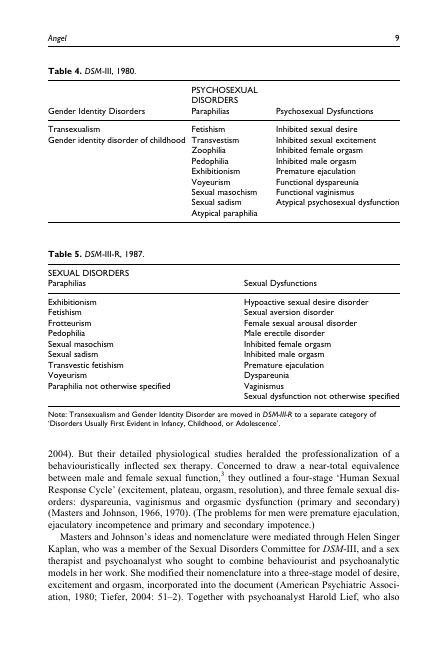 Angel 9
Table 4. DSM-III, 1980.
PSYCHOSEXUAL
DISORDERS
Gender Identity Disorders Paraphilias Psychosexual Dysfunctions
Transexualism Fetishism Inhibited sexual desire
Gender identity disorder of childhood Transvestism Inhibited sexual excitement
Zoophilia Inhibited female orgasm
Pedophilia Inhibited male orgasm
Exhibitionism Premature ejaculation
Voyeurism Functional dyspareunia
Sexual masochism Functional vaginismus
Sexual sadism Atypical psychosexual dysfunction
Atypical paraphilia
Table 5. DSM-III-R, 1987.
SEXUAL DISORDERS
Paraphilias Sexual Dysfunctions
Exhibitionism Hypoactive sexual desire disorder
Fetishism Sexual aversion disorder
Frotteurism Female sexual arousal disorder
Pedophilia Male erectile disorder
Sexual masochism Inhibited female orgasm
Sexual sadism Inhibited male orgasm
Transvestic fetishism Premature ejaculation
Voyeurism Dyspareunia
Paraphilia not otherwise specified Vaginismus
Sexual dysfunction not otherwise specified
Note: Transexualism and Gender Identity Disorder are moved in DSM-III-R to a separate category of
‘Disorders Usually First Evident in Infancy, Childhood, or Adolescence’.
2004). But their detailed physiological studies heralded the professionalization of a
behaviouristically inflected sex therapy. Concerned to draw a near-total equivalence
between male and female sexual function,³ they outlined a four-stage ‘Human Sexual
Response Cycle’ (excitement, plateau, orgasm, resolution), and three female sexual dis-
orders: dyspareunia, vaginismus and orgasmic dysfunction (primary and secondary)
(Masters and Johnson, 1966, 1970). (The problems for men were premature ejaculation,
ejaculatory incompetence and primary and secondary impotence.)
Masters and Johnson’s ideas and nomenclature were mediated through Helen Singer
Kaplan, who was a member of the Sexual Disorders Committee for DSM-III, and a sex
therapist and psychoanalyst who sought to combine behaviourist and psychoanalytic
models in her work. She modified their nomenclature into a three-stage model of desire,
excitement and orgasm, incorporated into the document (American Psychiatric Associ-
ation, 1980; Tiefer, 2004: 51–2). Together with psychoanalyst Harold Lief, who also